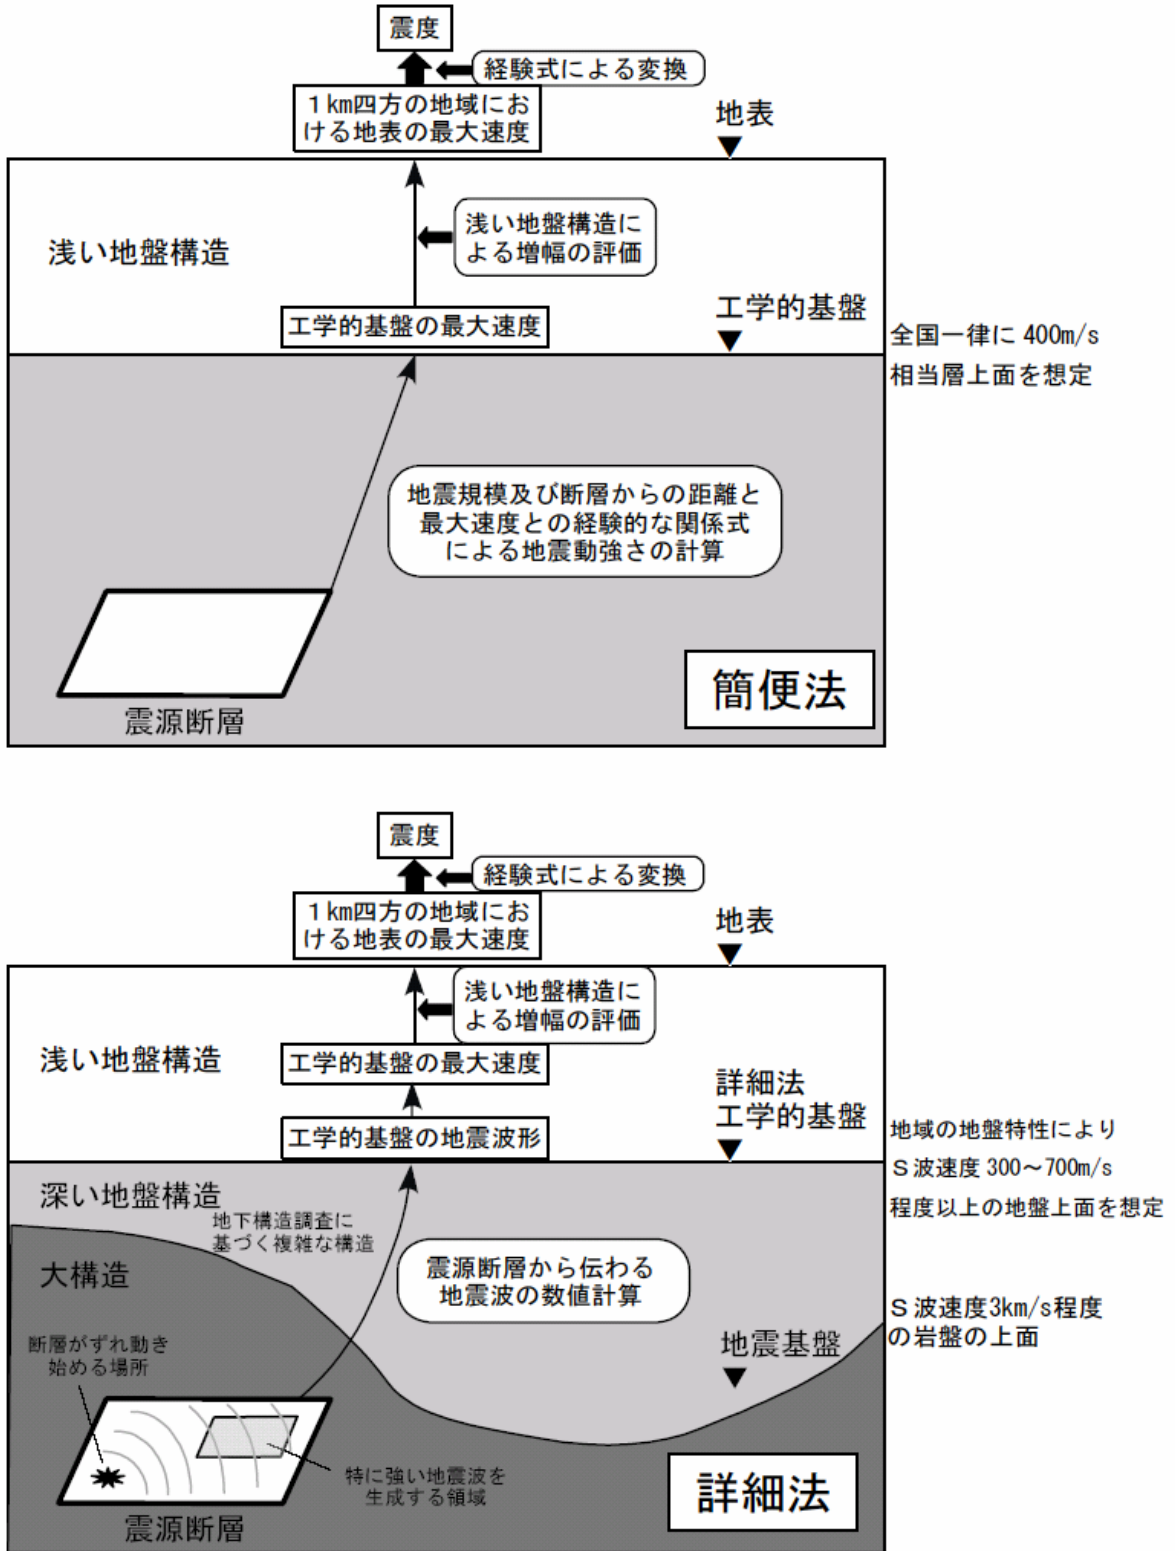 震度
経験式による変換
１km四方の地域にお
ける地表の最大速度
地表
浅い地盤構造に
よる増幅の評価
浅い地盤構造
工学的基盤
工学的基盤の最大速度
全国一律に 400m/s
相当層上面を想定
地震規模及び断層からの距離と
最大速度との経験的な関係式
による地震動強さの計算
簡便法
震源断層
震度
経験式による変換
１km四方の地域にお
ける地表の最大速度
地表
浅い地盤構造に
よる増幅の評価
浅い地盤構造
工学的基盤の最大速度
詳細法
工学的基盤
工学的基盤の地震波形
地域の地盤特性により
Ｓ波速度 300～700m/s
程度以上の地盤上面を想定
深い地盤構造
地下構造調査に
基づく複雑な構造
大構造
震源断層から伝わる
地震波の数値計算
Ｓ波速度3km/s程度
の岩盤の上面
地震基盤
断層がずれ動き
始める場所
特に強い地震波を
生成する領域
詳細法
震源断層